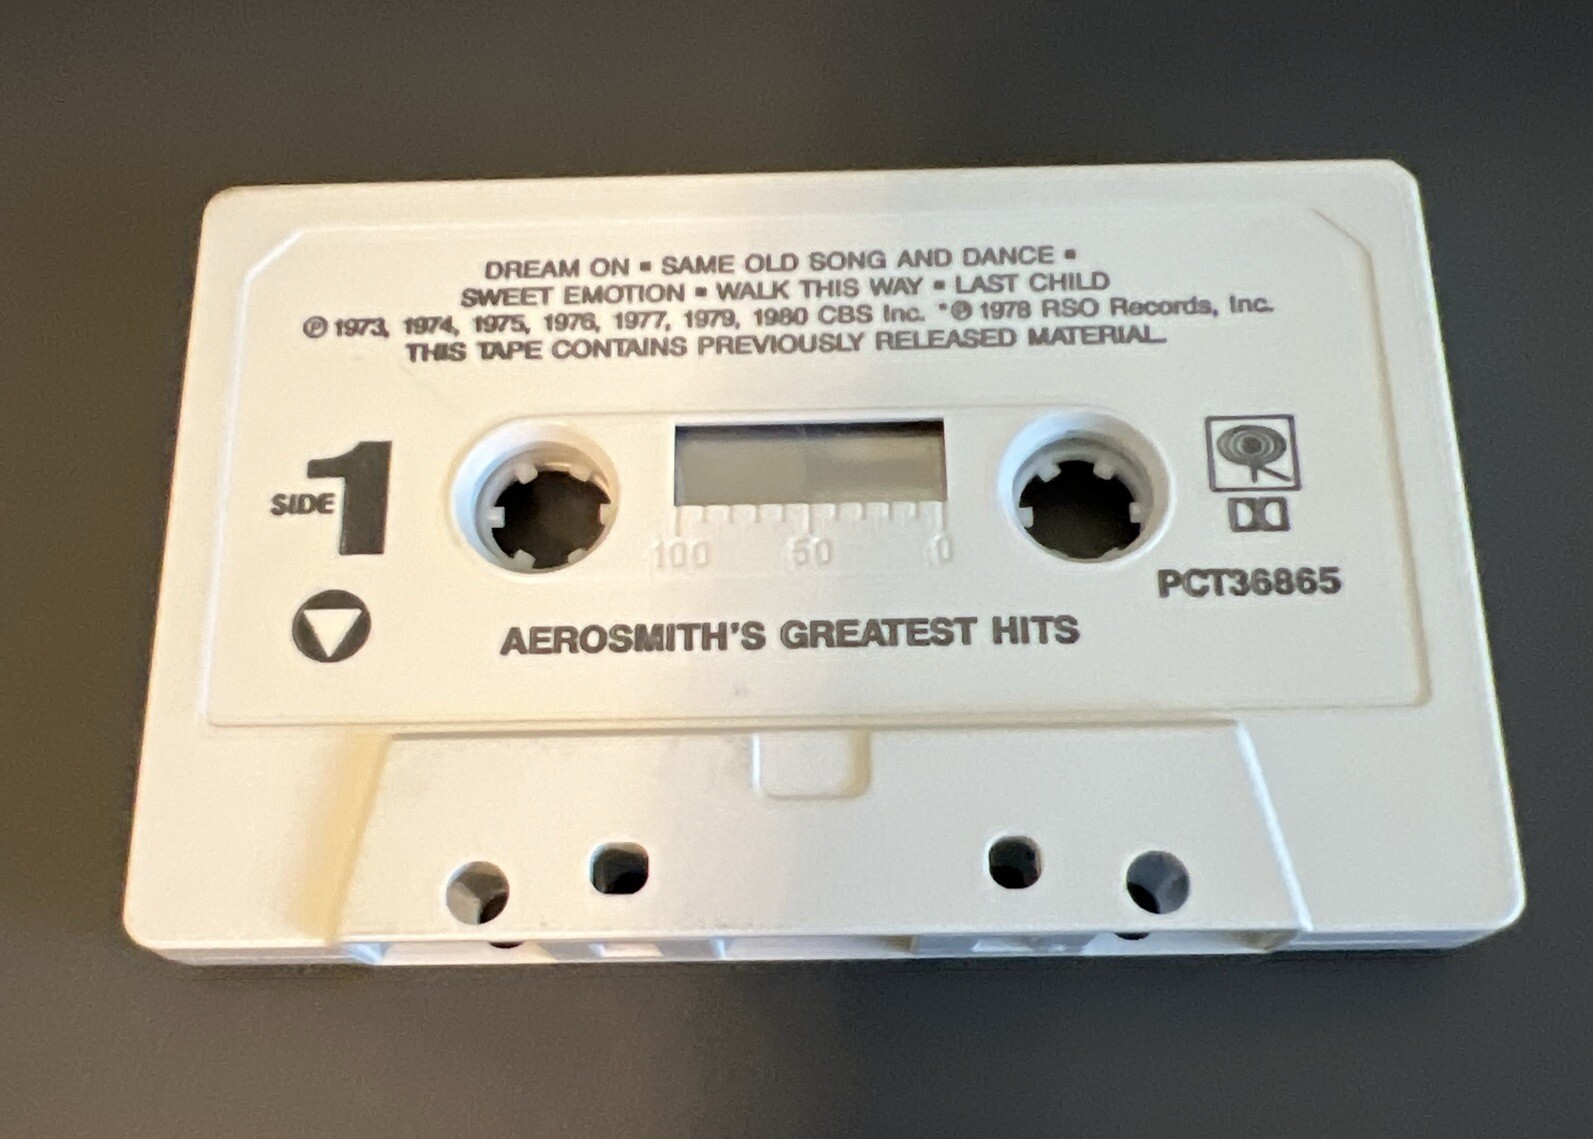 DREAM ON ▪ SAME OLD SONG AND DANCE ▪
SWEET EMOTION ▪ WALK THIS WAY ▪ LAST CHILD
Ⓟ 1973, 1974, 1975, 1976, 1977, 1979, 1980 CBS Inc. *Ⓟ 1978 RSO Records, Inc.
THIS TAPE CONTAINS PREVIOUSLY RELEASED MATERIAL.
SIDE 1
100 50 0
PCT36865
AEROSMITH'S GREATEST HITS